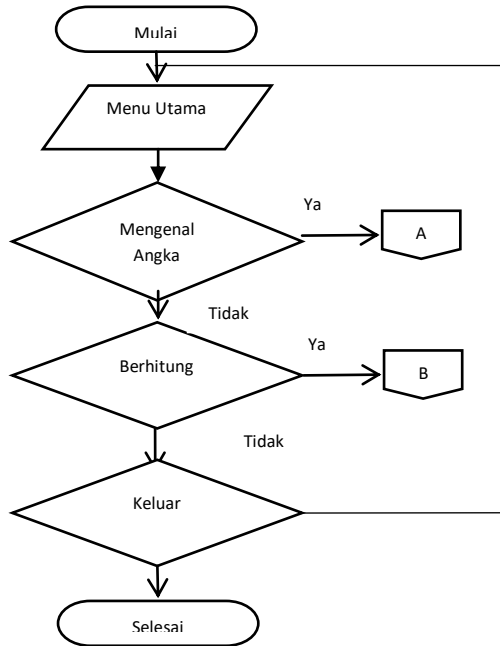 Mulai
Menu Utama
Ya
Mengenal
Angka
A
Tidak
Ya
Berhitung
B
Tidak
Keluar
Selesai